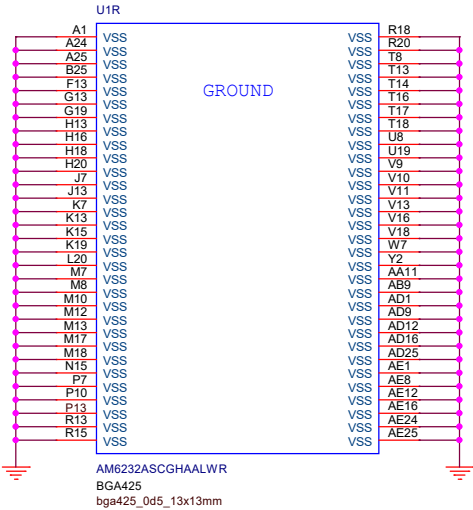 U1R
A1 VSS VSS R18
A24 VSS VSS R20
A25 VSS VSS T8
B25 VSS VSS T13
F13 VSS VSS T14
G13 VSS VSS T16
G19 VSS VSS T17
H13 VSS VSS T18
H16 VSS VSS U8
H18 VSS VSS U19
H20 VSS VSS V9
J7 VSS VSS V10
J13 VSS VSS V11
K7 VSS VSS V13
K13 VSS VSS V16
K15 VSS VSS V18
K19 VSS VSS W7
L20 VSS VSS Y2
M7 VSS VSS AA11
M8 VSS VSS AB9
M10 VSS VSS AD1
M12 VSS VSS AD9
M13 VSS VSS AD12
M17 VSS VSS AD16
M18 VSS VSS AD25
N15 VSS VSS AE1
P7 VSS VSS AE8
P10 VSS VSS AE12
P13 VSS VSS AE16
R13 VSS VSS AE24
R15 VSS VSS AE25
GROUND
AM6232ASCGHAALWR
BGA425
bga425_0d5_13x13mm